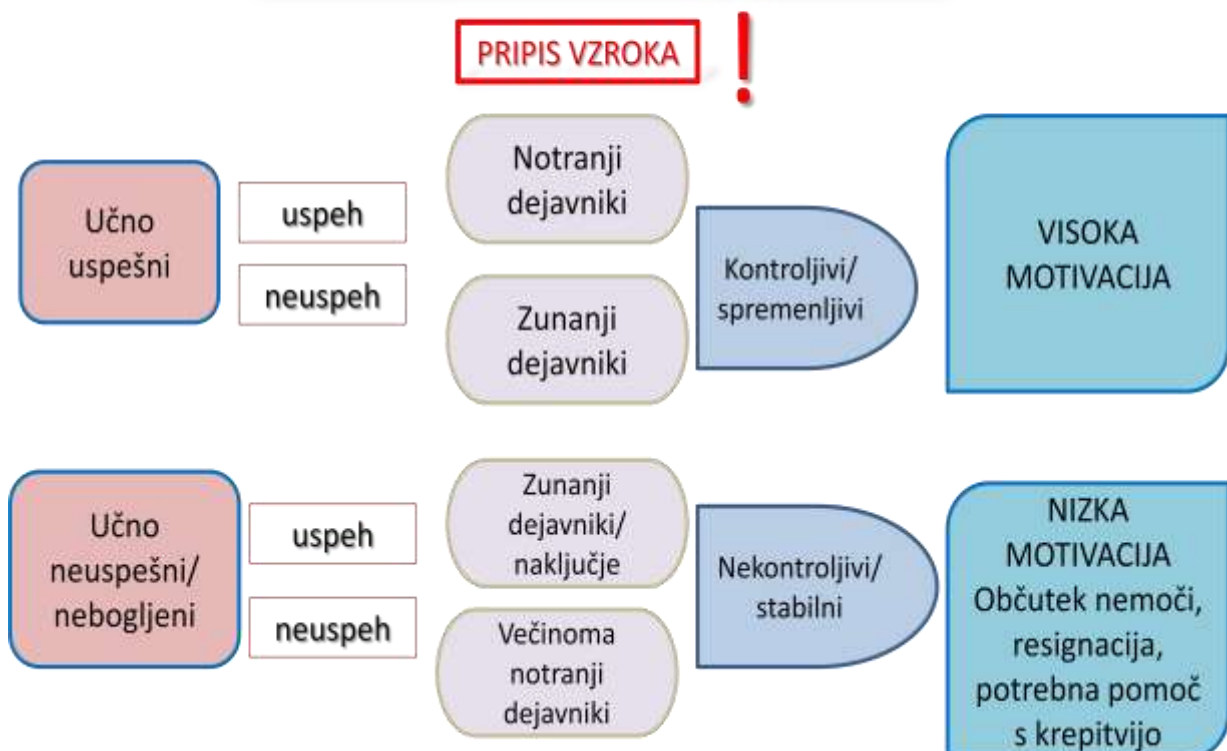 PRIPIS VZROKA !
Učno
uspešni
uspeh
neuspeh
Notranji
dejavniki
Zunanji
dejavniki
Kontroljivi/
spremenljivi
VISOKA
MOTIVACIJA
Učno
neuspešni/
nebogljeni
uspeh
neuspeh
Zunanji
dejavniki/
naključje
Večinoma
notranji
dejavniki
Nekontroljivi/
stabilni
NIZKA
MOTIVACIJA
Občutek nemoči,
resignacija,
potrebna pomoč
s krepitvijo